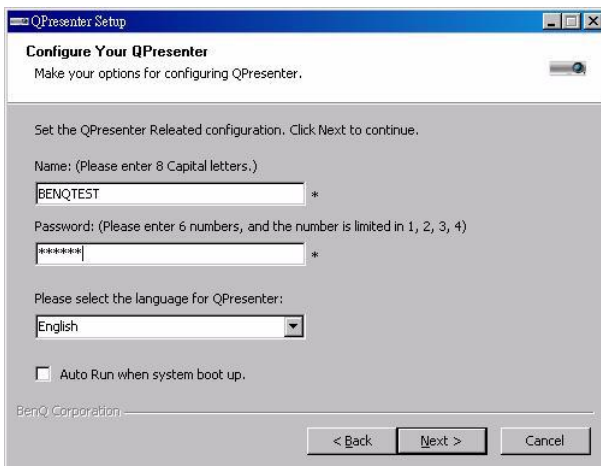 QPresenter Setup
Configure Your QPresenter
Make your options for configuring QPresenter.
Set the QPresenter Releated configuration. Click Next to continue.
Name: (Please enter 8 Capital letters.)
BENQTEST
*
Password: (Please enter 6 numbers, and the number is limited in 1, 2, 3, 4)
******
*
Please select the language for QPresenter:
English
Auto Run when system boot up.
BenQ Corporation
< Back
Next >
Cancel